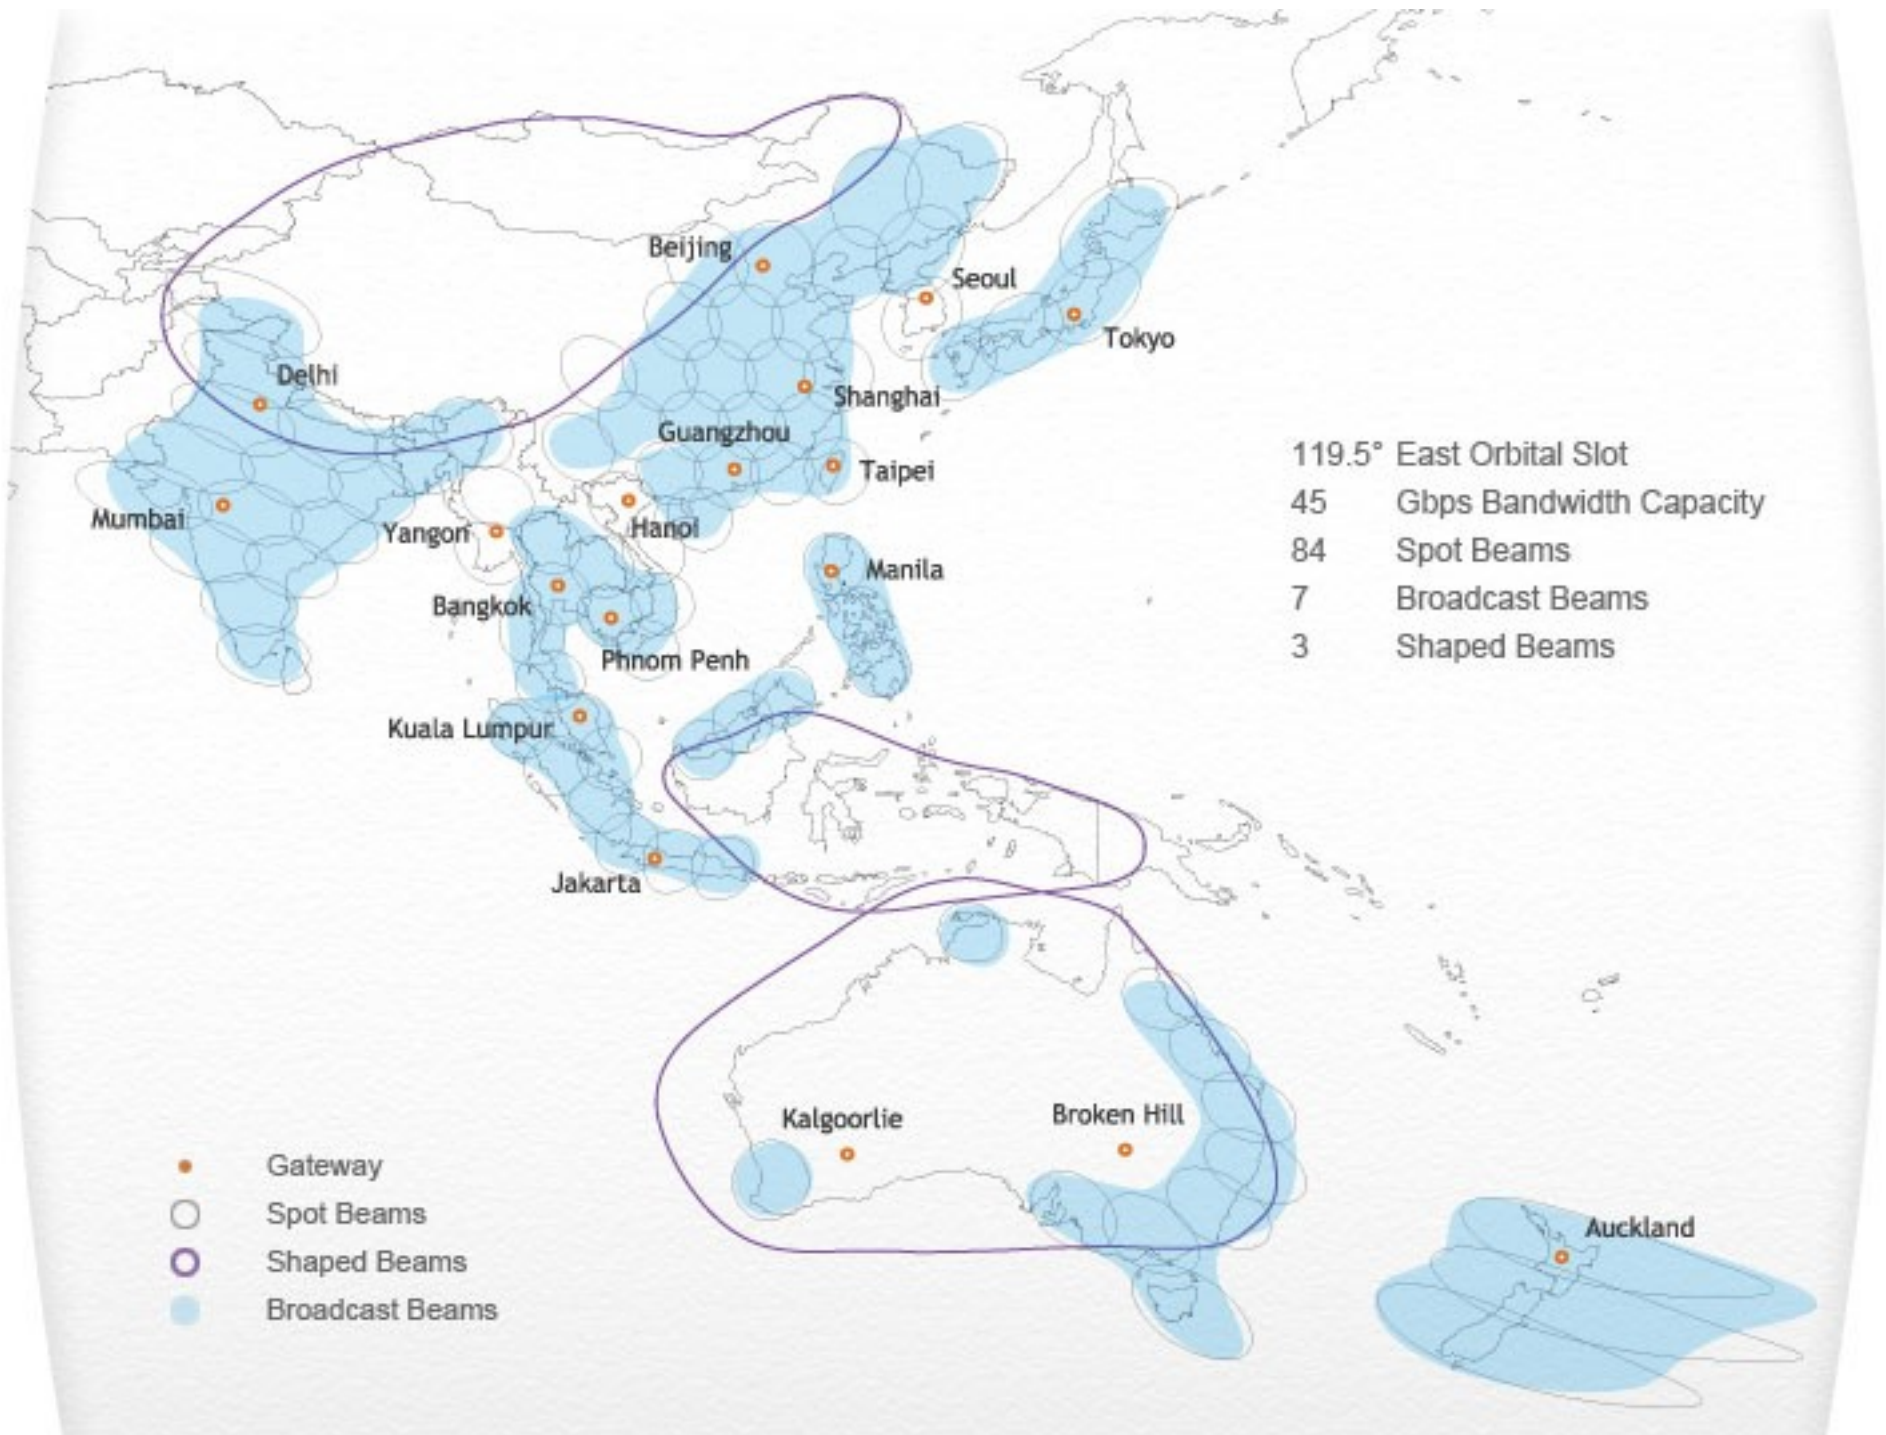 Beijing
Seoul
Tokyo
Delhi
Shanghai
Guangzhou
Taipei
Mumbai
Yangon
Hanoi
Manila
Bangkok
Phnom Penh
Kuala Lumpur
Jakarta
119.5° East Orbital Slot
45 Gbps Bandwidth Capacity
84 Spot Beams
7 Broadcast Beams
3 Shaped Beams
Kalgoorlie
Broken Hill
Auckland
Gateway
Spot Beams
Shaped Beams
Broadcast Beams